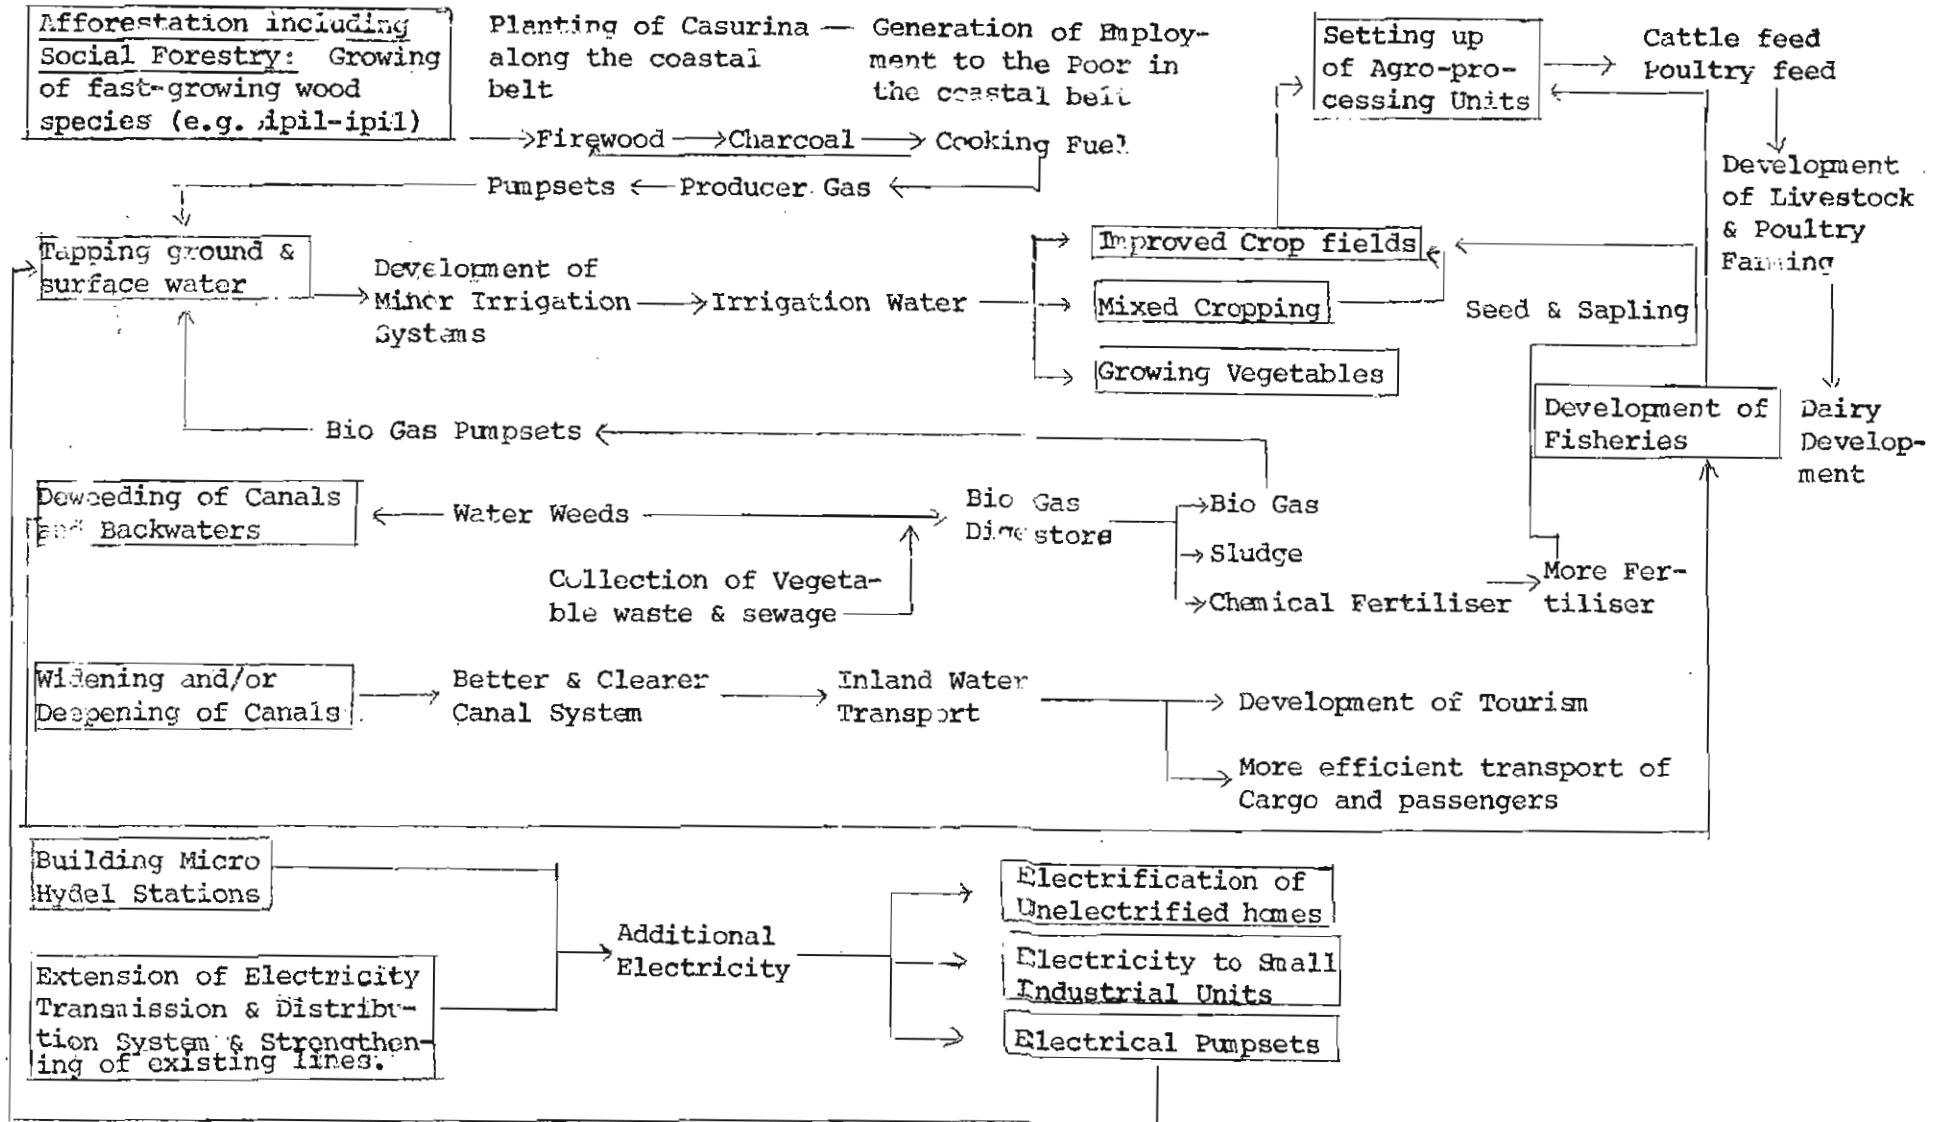 Afforestation including
Social Forestry: Growing
of fast-growing wood
species (e.g. ipil-ipil)
Planting of Casurina —
along the coastal
belt
Generation of Employ-
ment to the Poor in
the coastal belt
Setting up
of Agro-pro-
cessing Units
Cattle feed
Poultry feed
Firewood
Charcoal
Cooking Fuel
Pumpsets
Producer Gas
Development
of Livestock
& Poultry
Farming
Tapping ground &
surface water
Development of
Minor Irrigation
Systems
Irrigation Water
Improved Crop fields
Mixed Cropping
Growing Vegetables
Seed & Sapling
Bio Gas Pumpsets
Development of
Fisheries
Dairy
Develop-
ment
Deweeding of Canals
and Backwaters
Water Weeds
Bio Gas
Digestors
Bio Gas
Sludge
Chemical Fertiliser
More Fer-
tiliser
Collection of Vegeta-
ble waste & sewage
Widening and/or
Deepening of Canals
Better & Clearer
Canal System
Inland Water
Transport
Development of Tourism
More efficient transport of
Cargo and passengers
Building Micro
Hydel Stations
Extension of Electricity
Transmission & Distribu-
tion System & Strengthen-
ing of existing lines.
Additional
Electricity
Electrification of
Unelectrified homes
Electricity to Small
Industrial Units
Electrical Pumpsets